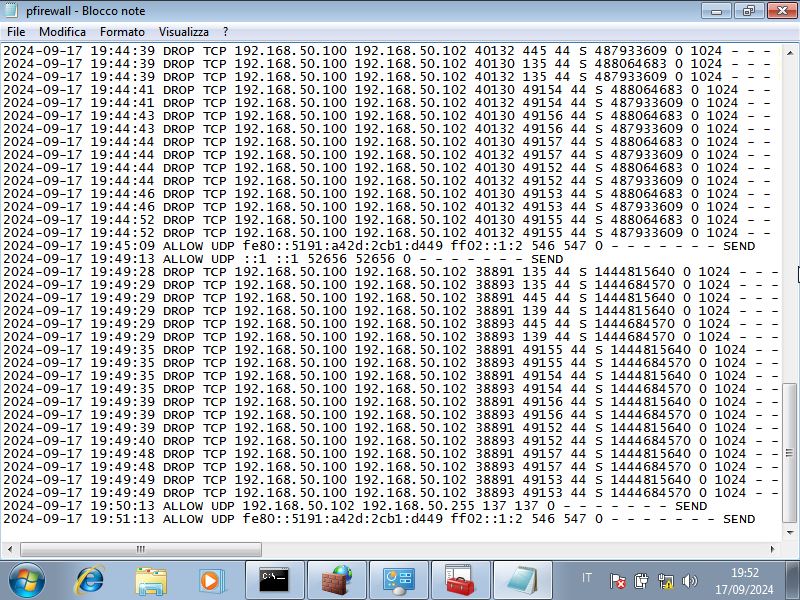 pfirewall - Blocco note
File Modifica Formato Visualizza ?
2024-09-17 19:44:39 DROP TCP 192.168.50.100 192.168.50.102 40132 445 44 S 487933609 0 1024 - - -
2024-09-17 19:44:39 DROP TCP 192.168.50.100 192.168.50.102 40130 135 44 S 488064683 0 1024 - - -
2024-09-17 19:44:39 DROP TCP 192.168.50.100 192.168.50.102 40132 135 44 S 487933609 0 1024 - - -
2024-09-17 19:44:41 DROP TCP 192.168.50.100 192.168.50.102 40130 49154 44 S 488064683 0 1024 - -
2024-09-17 19:44:41 DROP TCP 192.168.50.100 192.168.50.102 40132 49154 44 S 487933609 0 1024 - -
2024-09-17 19:44:43 DROP TCP 192.168.50.100 192.168.50.102 40130 49156 44 S 488064683 0 1024 - -
2024-09-17 19:44:43 DROP TCP 192.168.50.100 192.168.50.102 40132 49156 44 S 487933609 0 1024 - -
2024-09-17 19:44:44 DROP TCP 192.168.50.100 192.168.50.102 40130 49157 44 S 488064683 0 1024 - -
2024-09-17 19:44:44 DROP TCP 192.168.50.100 192.168.50.102 40132 49157 44 S 487933609 0 1024 - -
2024-09-17 19:44:44 DROP TCP 192.168.50.100 192.168.50.102 40130 49152 44 S 488064683 0 1024 - -
2024-09-17 19:44:44 DROP TCP 192.168.50.100 192.168.50.102 40132 49152 44 S 487933609 0 1024 - -
2024-09-17 19:44:46 DROP TCP 192.168.50.100 192.168.50.102 40130 49153 44 S 488064683 0 1024 - -
2024-09-17 19:44:46 DROP TCP 192.168.50.100 192.168.50.102 40132 49153 44 S 487933609 0 1024 - -
2024-09-17 19:44:52 DROP TCP 192.168.50.100 192.168.50.102 40130 49155 44 S 488064683 0 1024 - -
2024-09-17 19:44:52 DROP TCP 192.168.50.100 192.168.50.102 40132 49155 44 S 487933609 0 1024 - -
2024-09-17 19:45:09 ALLOW UDP fe80::5191:a42d:2cb1:d449 ff02::1:2 546 547 0 - - - - - - - SEND
2024-09-17 19:49:13 ALLOW UDP ::1 ::1 52656 52656 0 - - - - - - - SEND
2024-09-17 19:49:28 DROP TCP 192.168.50.100 192.168.50.102 38891 135 44 S 1444815640 0 1024 - - -
2024-09-17 19:49:29 DROP TCP 192.168.50.100 192.168.50.102 38893 135 44 S 1444684570 0 1024 - - -
2024-09-17 19:49:29 DROP TCP 192.168.50.100 192.168.50.102 38891 445 44 S 1444815640 0 1024 - - -
2024-09-17 19:49:29 DROP TCP 192.168.50.100 192.168.50.102 38891 139 44 S 1444815640 0 1024 - - -
2024-09-17 19:49:29 DROP TCP 192.168.50.100 192.168.50.102 38893 445 44 S 1444684570 0 1024 - - -
2024-09-17 19:49:29 DROP TCP 192.168.50.100 192.168.50.102 38893 139 44 S 1444684570 0 1024 - - -
2024-09-17 19:49:35 DROP TCP 192.168.50.100 192.168.50.102 38891 49155 44 S 1444815640 0 1024 - -
2024-09-17 19:49:35 DROP TCP 192.168.50.100 192.168.50.102 38893 49155 44 S 1444684570 0 1024 - -
2024-09-17 19:49:35 DROP TCP 192.168.50.100 192.168.50.102 38891 49154 44 S 1444815640 0 1024 - -
2024-09-17 19:49:35 DROP TCP 192.168.50.100 192.168.50.102 38893 49154 44 S 1444684570 0 1024 - -
2024-09-17 19:49:39 DROP TCP 192.168.50.100 192.168.50.102 38891 49156 44 S 1444815640 0 1024 - -
2024-09-17 19:49:39 DROP TCP 192.168.50.100 192.168.50.102 38893 49156 44 S 1444684570 0 1024 - -
2024-09-17 19:49:39 DROP TCP 192.168.50.100 192.168.50.102 38891 49152 44 S 1444815640 0 1024 - -
2024-09-17 19:49:40 DROP TCP 192.168.50.100 192.168.50.102 38893 49152 44 S 1444684570 0 1024 - -
2024-09-17 19:49:48 DROP TCP 192.168.50.100 192.168.50.102 38891 49157 44 S 1444815640 0 1024 - -
2024-09-17 19:49:48 DROP TCP 192.168.50.100 192.168.50.102 38893 49157 44 S 1444684570 0 1024 - -
2024-09-17 19:49:49 DROP TCP 192.168.50.100 192.168.50.102 38891 49153 44 S 1444815640 0 1024 - -
2024-09-17 19:49:49 DROP TCP 192.168.50.100 192.168.50.102 38893 49153 44 S 1444684570 0 1024 - -
2024-09-17 19:50:13 ALLOW UDP 192.168.50.102 192.168.50.255 137 137 0 - - - - - - - SEND
2024-09-17 19:51:13 ALLOW UDP fe80::5191:a42d:2cb1:d449 ff02::1:2 546 547 0 - - - - - - - SEND
C:\.
IT
19:52
17/09/2024